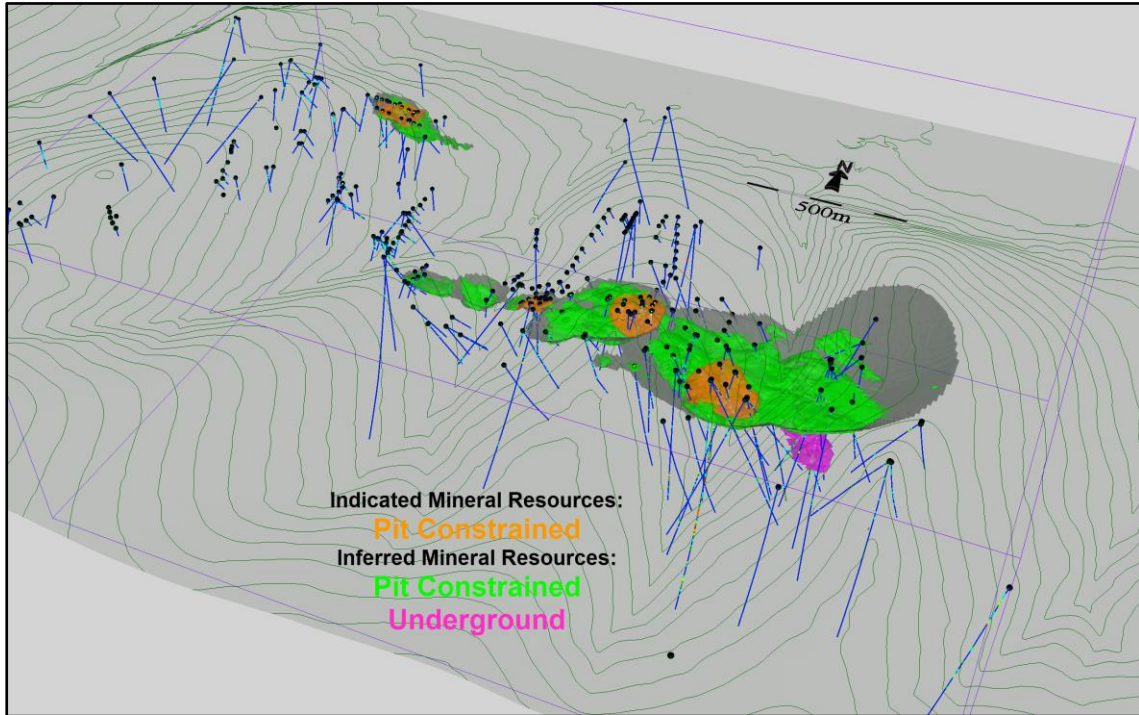 N
500m
Indicated Mineral Resources:
Pit Constrained
Inferred Mineral Resources:
Pit Constrained
Underground